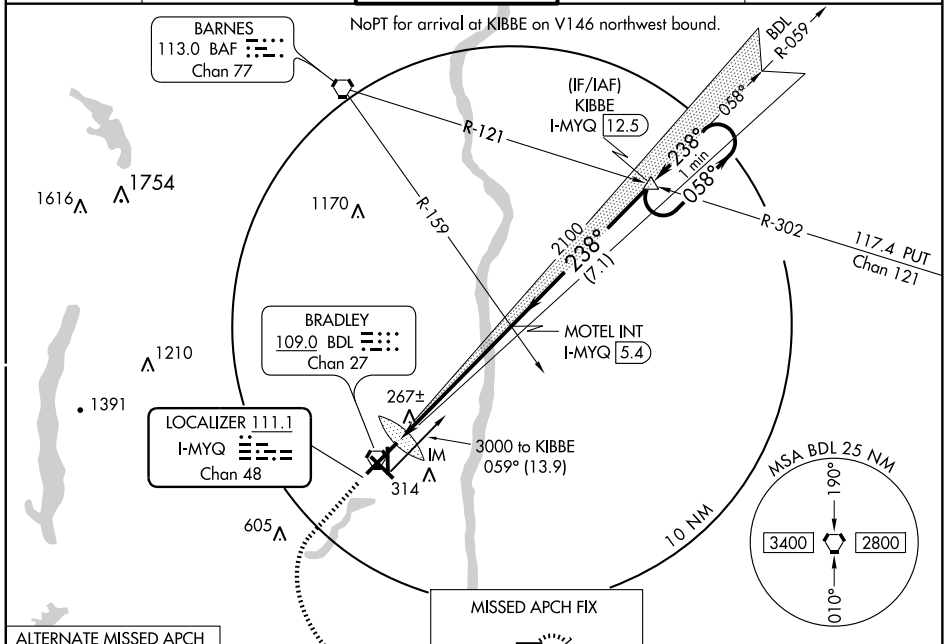 NoPT for arrival at KIBBE on V146 northwest bound.
BARNES
113.0 BAF
Chan 77
BDL
R-059
(IF/IAF)
KIBBE
I-MYQ 12.5
058°
R-121
238°
1 min
058°
1754
1616
1170
R-159
R-302
117.4 PUT
Chan 121
2100
238°
(7.1)
BRADLEY
109.0 BDL
Chan 27
MOTEL INT
I-MYQ 5.4
1210
1391
267±
LOCALIZER 111.1
I-MYQ
Chan 48
IM
3000 to KIBBE
059° (13.9)
314
MSA BDL 25 NM
190°
3400
2800
010°
605
10 NM
MISSED APCH FIX
ALTERNATE MISSED APCH